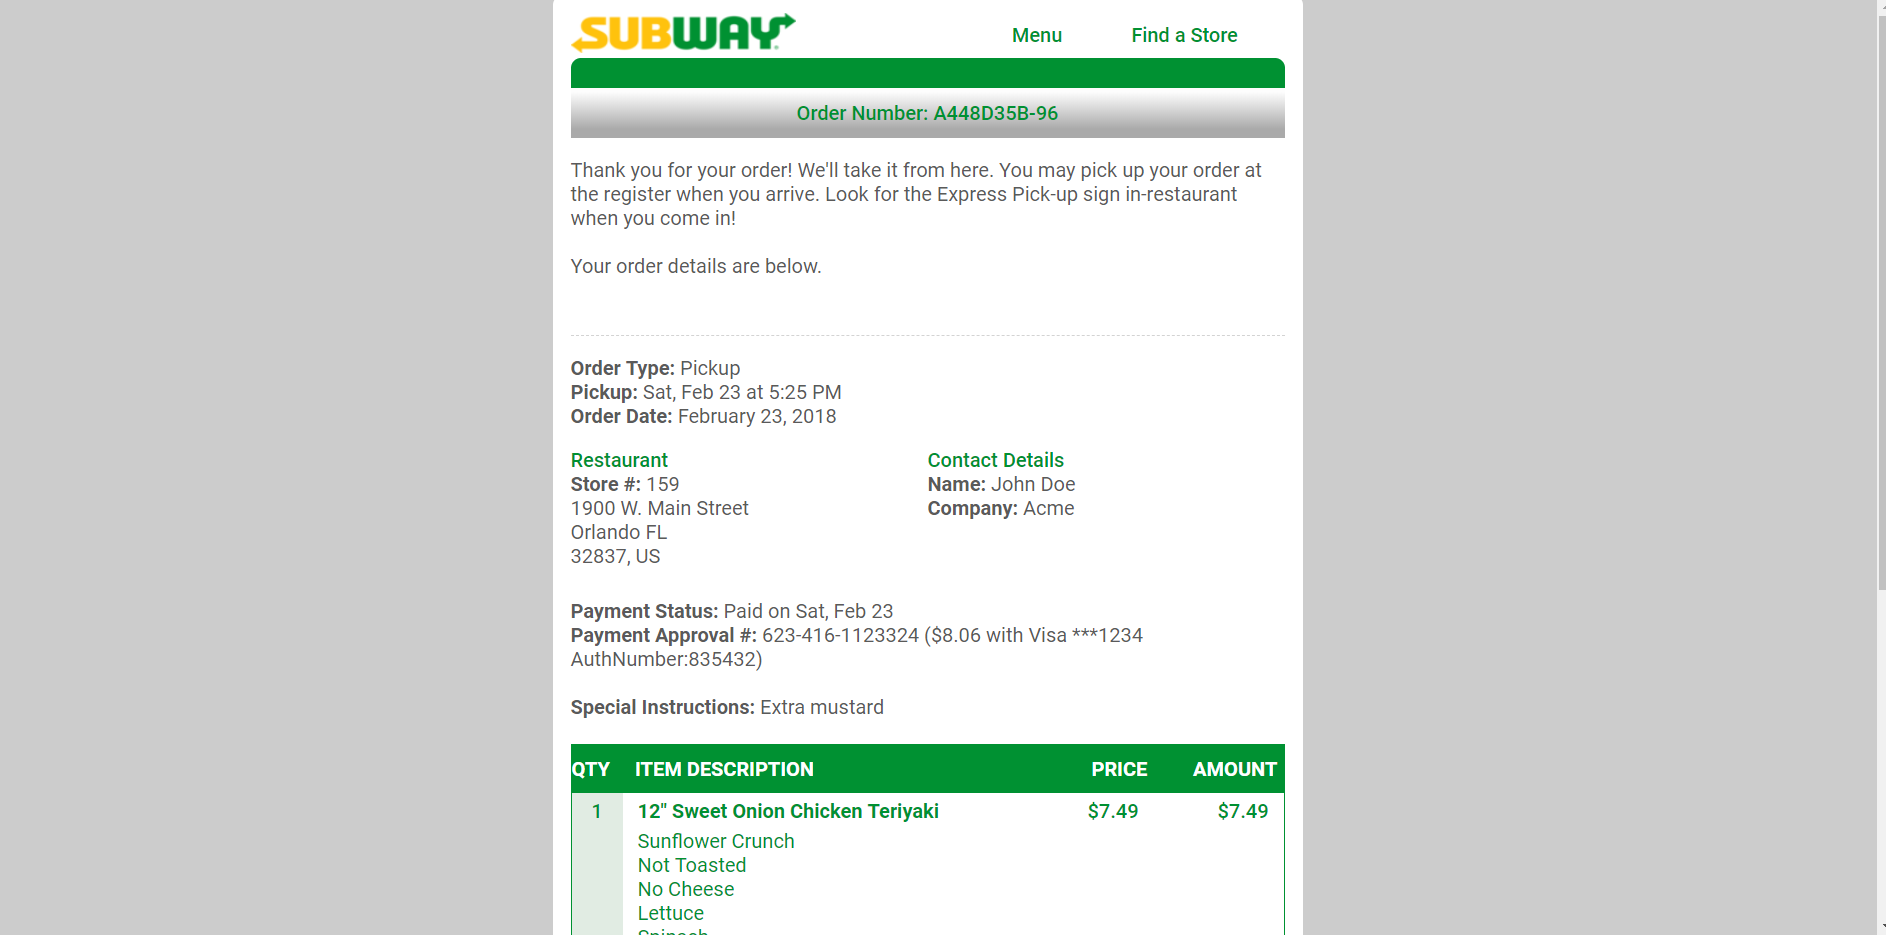 SUBWAY
Menu
Find a Store
Order Number: A448D35B-96
Thank you for your order! We'll take it from here. You may pick up your order at
the register when you arrive. Look for the Express Pick-up sign in-restaurant
when you come in!
Your order details are below.
Order Type: Pickup
Pickup: Sat, Feb 23 at 5:25 PM
Order Date: February 23, 2018
Restaurant
Store #: 159
1900 W. Main Street
Orlando FL
32837, US
Contact Details
Name: John Doe
Company: Acme
Payment Status: Paid on Sat, Feb 23
Payment Approval #: 623-416-1123324 ($8.06 with Visa ***1234
AuthNumber:835432)
Special Instructions: Extra mustard
QTY ITEM DESCRIPTION PRICE AMOUNT
1 12" Sweet Onion Chicken Teriyaki $7.49 $7.49
Sunflower Crunch
Not Toasted
No Cheese
Lettuce